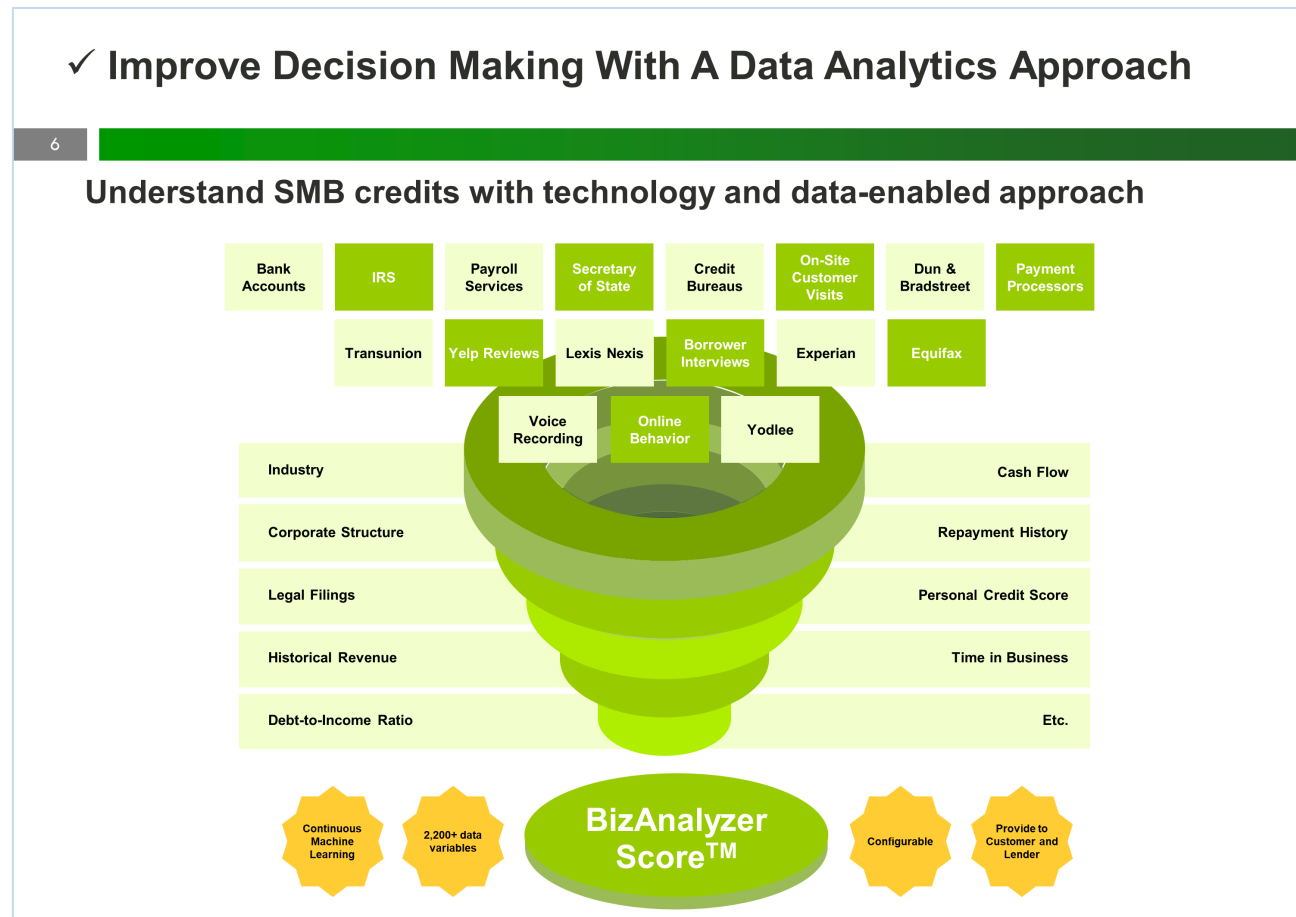 ✓ Improve Decision Making With A Data Analytics Approach
6
Understand SMB credits with technology and data-enabled approach
Bank
Accounts
IRS
Payroll
Services
Secretary
of State
Credit
Bureaus
On-Site
Customer
Visits
Dun &
Bradstreet
Payment
Processors
Transunion
Yelp Reviews
Lexis Nexis
Borrower
Interviews
Experian
Equifax
Voice
Recording
Online
Behavior
Yodlee
Industry
Cash Flow
Corporate Structure
Repayment History
Legal Filings
Personal Credit Score
Historical Revenue
Time in Business
Debt-to-Income Ratio
Etc.
Continuous
Machine
Learning
2,200+ data
variables
BizAnalyzer
Score™
Configurable
Provide to
Customer and
Lender